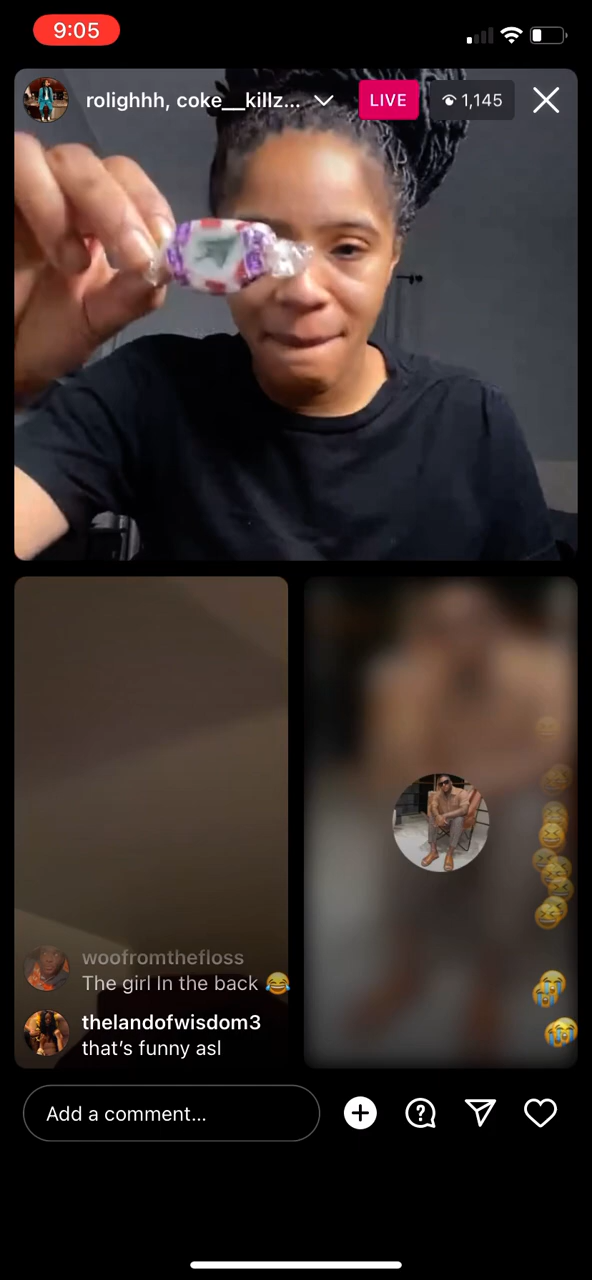 9:05
rolighhh, coke__killz...
LIVE
1,145
woofromthefloss
The girl In the back 😂
thelandofwisdom3
that's funny asl
Add a comment...